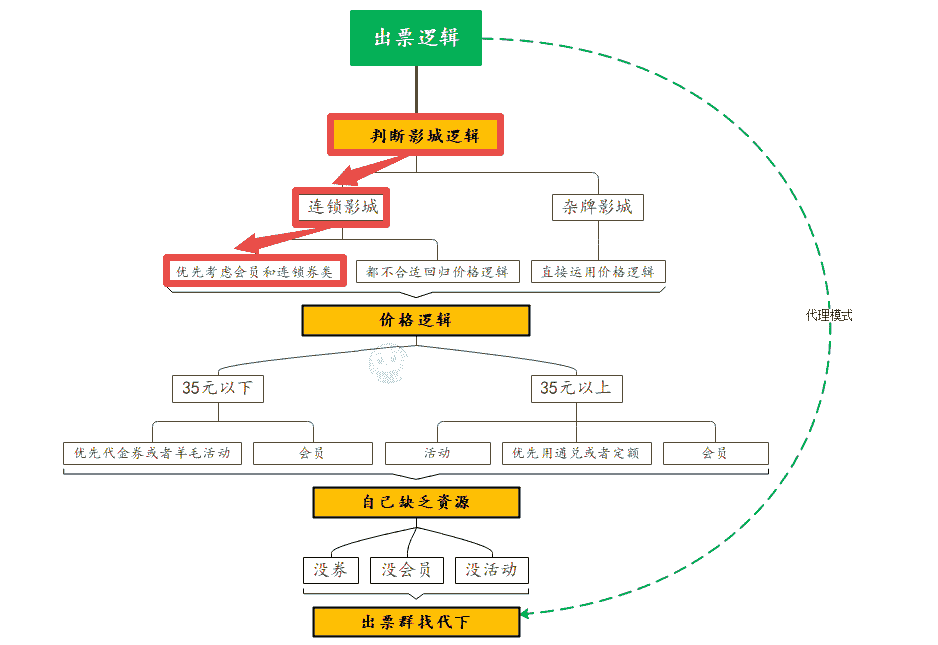 出票逻辑
判断影城逻辑
连锁影城
杂牌影城
优先考虑会员和连锁券类
都不合适回归价格逻辑
直接运用价格逻辑
价格逻辑
代理模式
35元以下
35元以上
优先代金券或者羊毛活动
会员
活动
优先用通兑或者定额
会员
自己缺乏资源
没券
没会员
没活动
出票群找代下